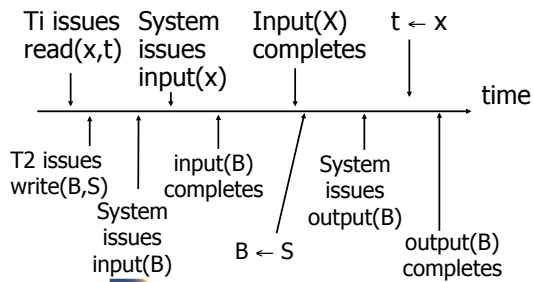 Ti issues
read(x,t)
System
issues
input(x)
Input(X)
completes
t ← x
time
T2 issues
write(B,S)
System
issues
input(B)
input(B)
completes
B ← S
System
issues
output(B)
output(B)
completes